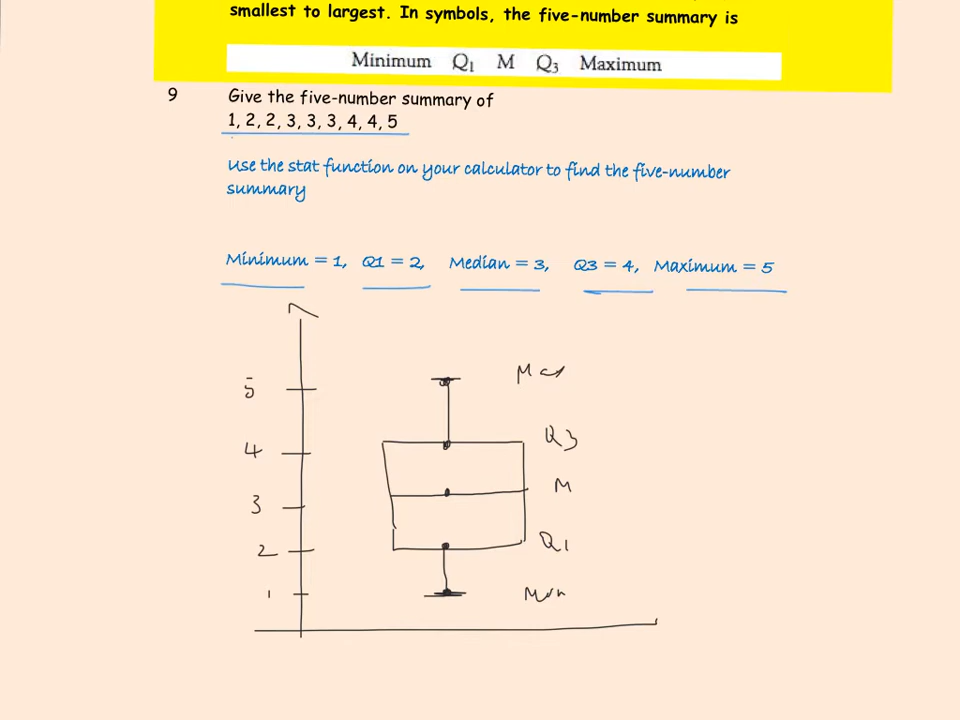 smallest to largest. In symbols, the five-number summary is
Minimum Q1 M Q3 Maximum
9 Give the five-number summary of
1, 2, 2, 3, 3, 3, 4, 4, 5
Use the stat function on your calculator to find the five-number
summary
Minimum = 1, Q1 = 2, Median = 3, Q3 = 4, Maximum = 5
5 Max
4 Q3
3 M
2 Q1
1 Min